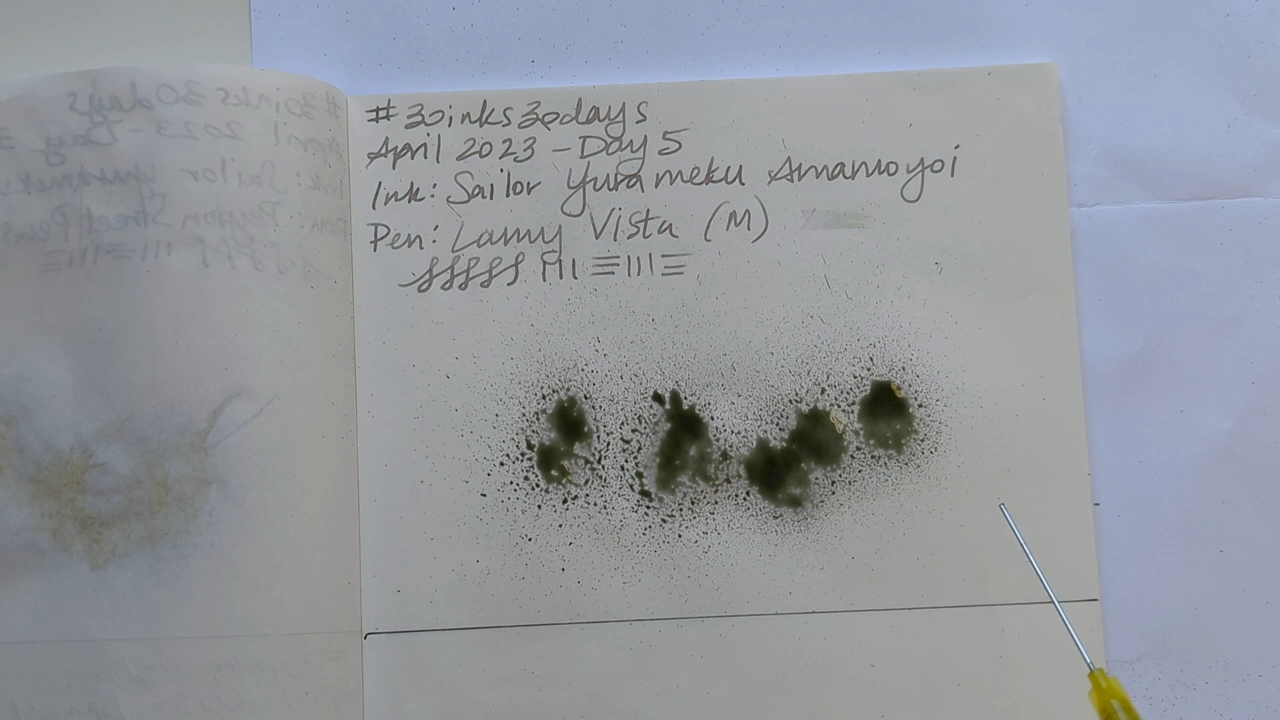 #30inks30days
April 2023 - Day 5
Ink: Sailor Yurameku Amamoyoi
Pen: Lamy Vista (M)